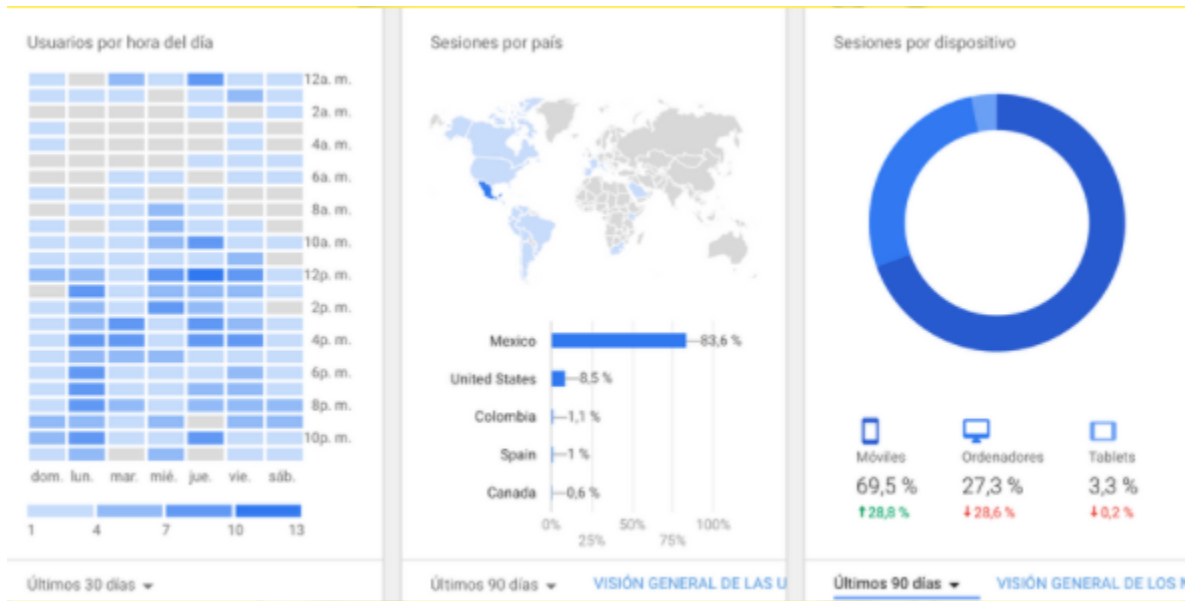 Usuarios por hora del día
12a. m.
2a. m.
4a. m.
6a. m.
8a. m.
10a. m.
12p. m.
2p. m.
4p. m.
6p. m.
8p. m.
10p. m.
dom. lun. mar. mié. jue. vie. sáb.
1 4 7 10 13
Últimos 30 días
Sesiones por país
Mexico 83,6 %
United States 8,5 %
Colombia 1,1 %
Spain 1 %
Canada 0,6 %
0% 50% 100%
25% 75%
Últimos 90 días VISIÓN GENERAL DE LAS U
Sesiones por dispositivo
Móviles Ordenadores Tablets
69,5 % 27,3 % 3,3 %
↑28,8 % ↓28,6 % ↓0,2 %
Últimos 90 días VISIÓN GENERAL DE LOS